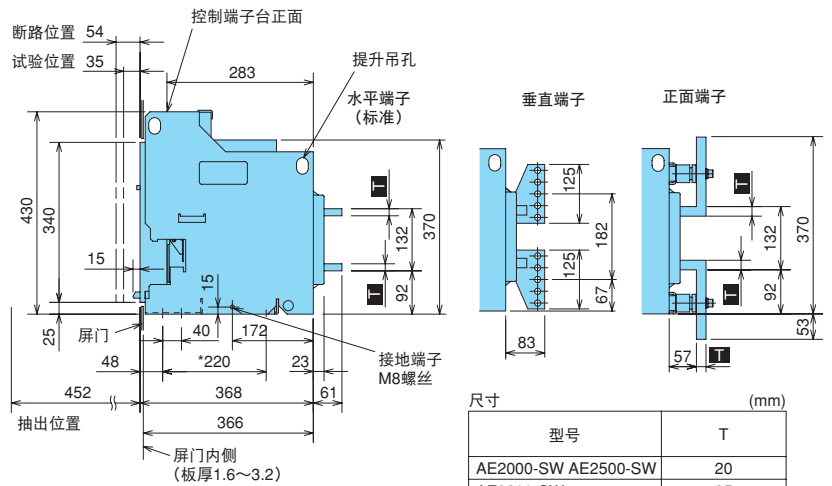 控制端子台正面
断路位置 54
试验位置 35
提升吊孔
283
水平端子
（标准）
垂直端子
正面端子
430
340
15
25
15
T
132
370
92
T
40
172
屏门
48
*220
23
接地端子
M8螺丝
452
368
61
抽出位置
366
屏门内侧
（板厚1.6～3.2）
125
182
125
67
83
T
132
370
92
T
53
57
T
尺寸
(mm)
型号 T
AE2000-SW AE2500-SW 20